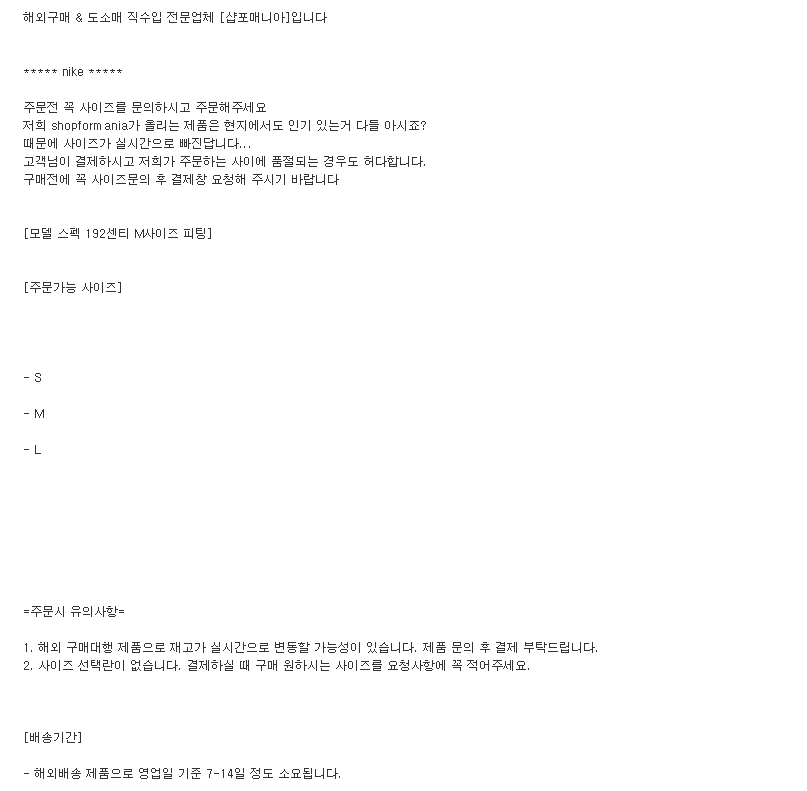 해외구매 & 도소매 직수입 전문업체 [샵포매니아]입니다
***** nike *****
주문전 꼭 사이즈를 문의하시고 주문해주세요
저희 shopformania가 올리는 제품은 현지에서도 인기 있는거 다들 아시죠?
때문에 사이즈가 실시간으로 빠진답니다...
고객님이 결제하시고 저희가 주문하는 사이에 품절되는 경우도 허다합니다.
구매전에 꼭 사이즈문의 후 결제창 요청해 주시기 바랍니다
[모델 스펙 192센티 M사이즈 피팅]
[주문가능 사이즈]
- S
- M
- L
=주문시 유의사항=
1. 해외 구매대행 제품으로 재고가 실시간으로 변동할 가능성이 있습니다. 제품 문의 후 결제 부탁드립니다.
2. 사이즈 선택란이 없습니다. 결제하실 때 구매 원하시는 사이즈를 요청사항에 꼭 적어주세요.
[배송기간]
- 해외배송 제품으로 영업일 기준 7-14일 정도 소요됩니다.